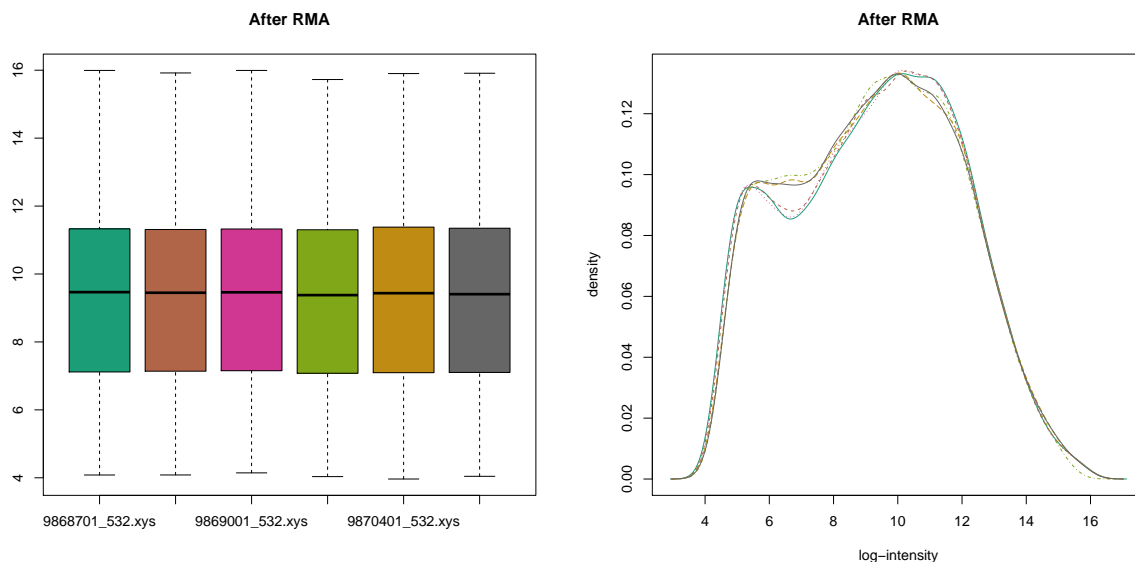 After RMA
16
14
12
10
8
6
4
9868701_532.xys 9869001_532.xys 9870401_532.xys
After RMA
density
0.12
0.10
0.08
0.06
0.04
0.02
0.00
4 6 8 10 12 14 16
log−intensity